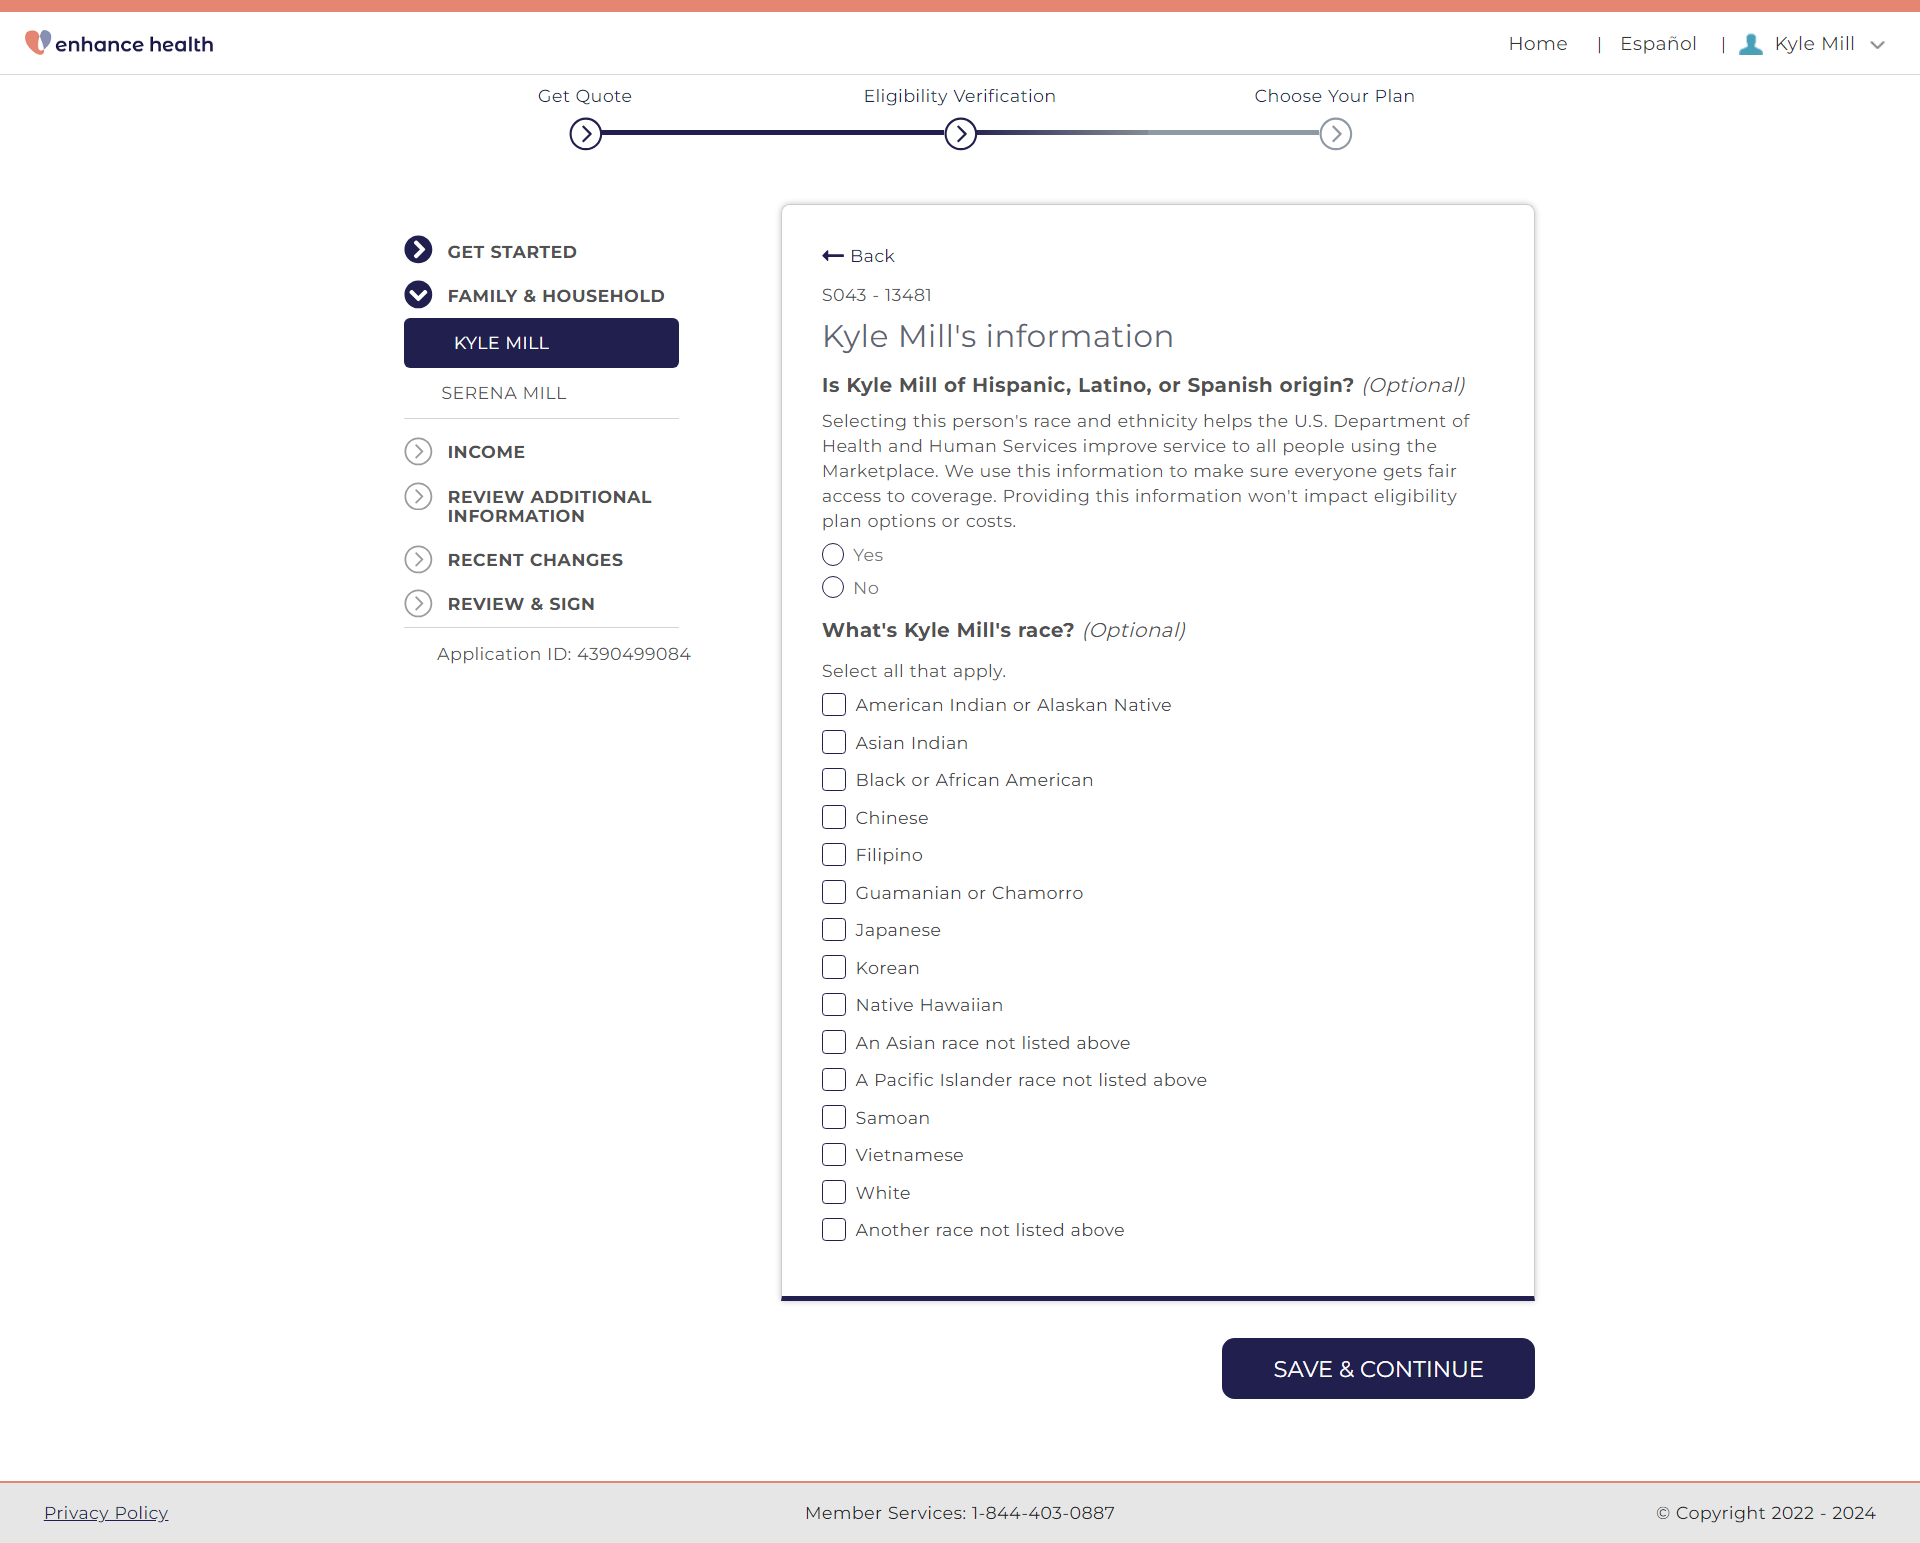 enhance health
Home | Español | Kyle Mill
Get Quote
Eligibility Verification
Choose Your Plan
GET STARTED
FAMILY & HOUSEHOLD
KYLE MILL
SERENA MILL
INCOME
REVIEW ADDITIONAL
INFORMATION
RECENT CHANGES
REVIEW & SIGN
Application ID: 4390499084
Back
S043 - 13481
Kyle Mill's information
Is Kyle Mill of Hispanic, Latino, or Spanish origin? (Optional)
Selecting this person's race and ethnicity helps the U.S. Department of
Health and Human Services improve service to all people using the
Marketplace. We use this information to make sure everyone gets fair
access to coverage. Providing this information won't impact eligibility
plan options or costs.
Yes
No
What's Kyle Mill's race? (Optional)
Select all that apply.
American Indian or Alaskan Native
Asian Indian
Black or African American
Chinese
Filipino
Guamanian or Chamorro
Japanese
Korean
Native Hawaiian
An Asian race not listed above
A Pacific Islander race not listed above
Samoan
Vietnamese
White
Another race not listed above
SAVE & CONTINUE
Privacy Policy
Member Services: 1-844-403-0887
© Copyright 2022 - 2024